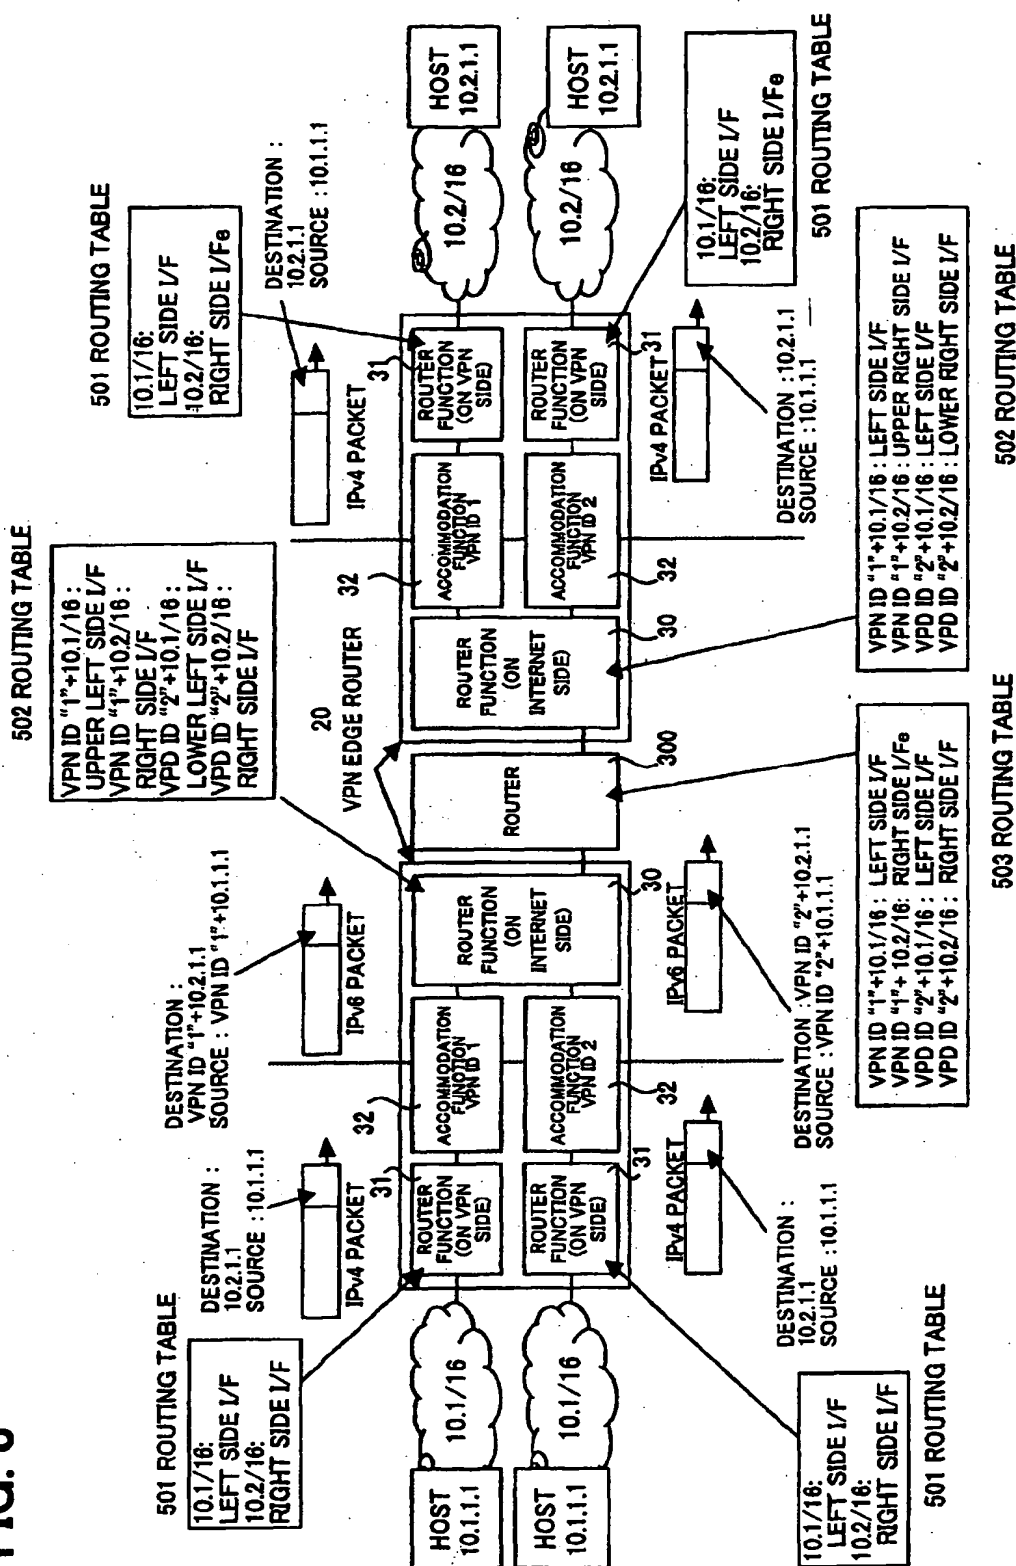 FIG. 8
501 ROUTING TABLE
10.1/16:
LEFT SIDE I/F
10.2/16:
RIGHT SIDE I/F
DESTINATION :
10.2.1.1
SOURCE : 10.1.1.1
IPv4 PACKET
DESTINATION :
VPN ID "1"+10.2.1.1
SOURCE : VPN ID "1"+10.1.1.1
IPv6 PACKET
502 ROUTING TABLE
VPN ID "1"+10.1/16 :
UPPER LEFT SIDE I/F
VPN ID "1"+10.2/16 :
RIGHT SIDE I/F
VPD ID "2"+10.1/16 :
LOWER LEFT SIDE I/F
VPD ID "2"+10.2/16 :
RIGHT SIDE I/F
20
VPN EDGE ROUTER
501 ROUTING TABLE
10.1/16:
LEFT SIDE I/F
10.2/16:
RIGHT SIDE I/Fe
DESTINATION :
10.2.1.1
SOURCE : 10.1.1.1
IPv4 PACKET
HOST
10.1.1.1
10.1/16
31
ROUTER
FUNCTION
(ON VPN
SIDE)
32
ACCOMMODATION
FUNOTION
VPN ID 1
ROUTER
FUNCTION
(ON
INTERNET
SIDE)
30
ROUTER
300
ROUTER
FUNCTION
(ON
INTERNET
SIDE)
30
32
ACCOMMODATION
FUNCTION
VPN ID 1
31
ROUTER
FUNCTION
(ON VPN
SIDE)
10.2/16
HOST
10.2.1.1
HOST
10.1.1.1
10.1/16
ROUTER
FUNCTION
(ON VPN
SIDE)
31
ACCOMMODATION
FUNCTION
VPN ID 2
32
ACCOMMODATION
FUNCTION
VPN ID 2
32
ROUTER
FUNCTION
(ON VPN
SIDE)
31
10.2/16
HOST
10.2.1.1
IPv4 PACKET
DESTINATION :
10.2.1.1
SOURCE : 10.1.1.1
IPv6 PACKET
DESTINATION : VPN ID "2"+10.2.1.1
SOURCE : VPN ID "2"+10.1.1.1
IPv4 PACKET
DESTINATION : 10.2.1.1
SOURCE : 10.1.1.1
10.1/16:
LEFT SIDE I/F
10.2/16:
RIGHT SIDE I/F
501 ROUTING TABLE
VPN ID "1"+10.1/16 : LEFT SIDE I/F
VPN ID "1"+ 10.2/16: RIGHT SIDE I/Fe
VPD ID "2"+10.1/16 : LEFT SIDE I/F
VPD ID "2"+10.2/16 : RIGHT SIDE I/F
503 ROUTING TABLE
VPN ID "1"+10.1/16 : LEFT SIDE I/F
VPN ID "1"+10.2/16 : UPPER RIGHT SIDE I/F
VPD ID "2"+10.1/16 : LEFT SIDE I/F
VPD ID "2"+10.2/16 : LOWER RIGHT SIDE I/F
502 ROUTING TABLE
10.1/16:
LEFT SIDE I/F
10.2/16:
RIGHT SIDE I/Fe
501 ROUTING TABLE